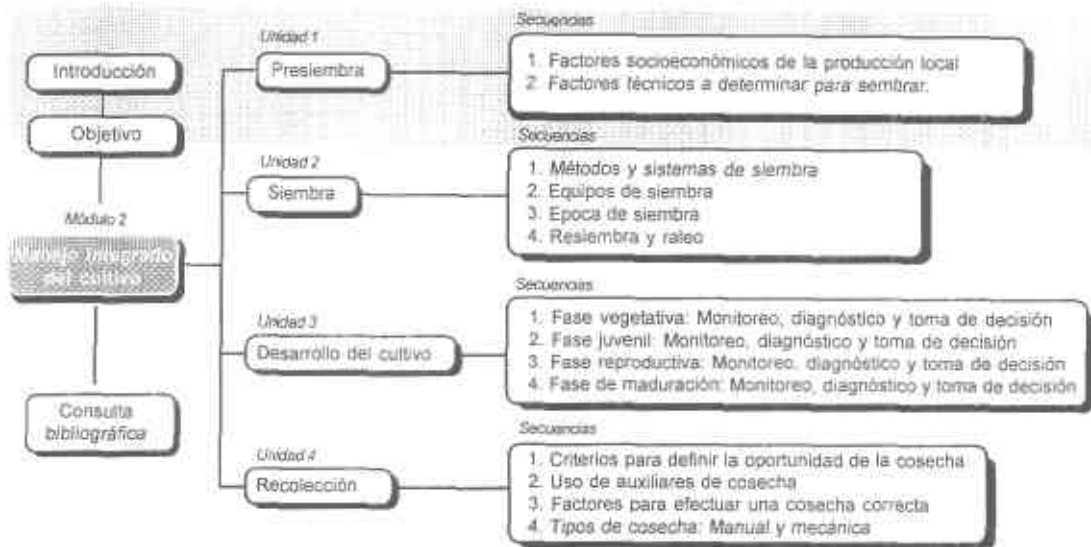 Introducción
Objetivo
Módulo 2
Manejo integrado
del cultivo
Consulta
bibliográfica
Unidad 1
Presiembra
Secuencias
1. Factores socioeconómicos de la producción local
2. Factores técnicos a determinar para sembrar.
Unidad 2
Siembra
Secuencias
1. Métodos y sistemas de siembra
2. Equipos de siembra
3. Epoca de siembra
4. Resiembra y raleo
Unidad 3
Desarrollo del cultivo
Secuencias
1. Fase vegetativa: Monitoreo, diagnóstico y toma de decisión
2. Fase juvenil: Monitoreo, diagnóstico y toma de decisión
3. Fase reproductiva: Monitoreo, diagnóstico y toma de decisión
4. Fase de maduración: Monitoreo, diagnóstico y toma de decisión
Unidad 4
Recolección
Secuencias
1. Criterios para definir la oportunidad de la cosecha
2. Uso de auxiliares de cosecha
3. Factores para efectuar una cosecha correcta
4. Tipos de cosecha: Manual y mecánica